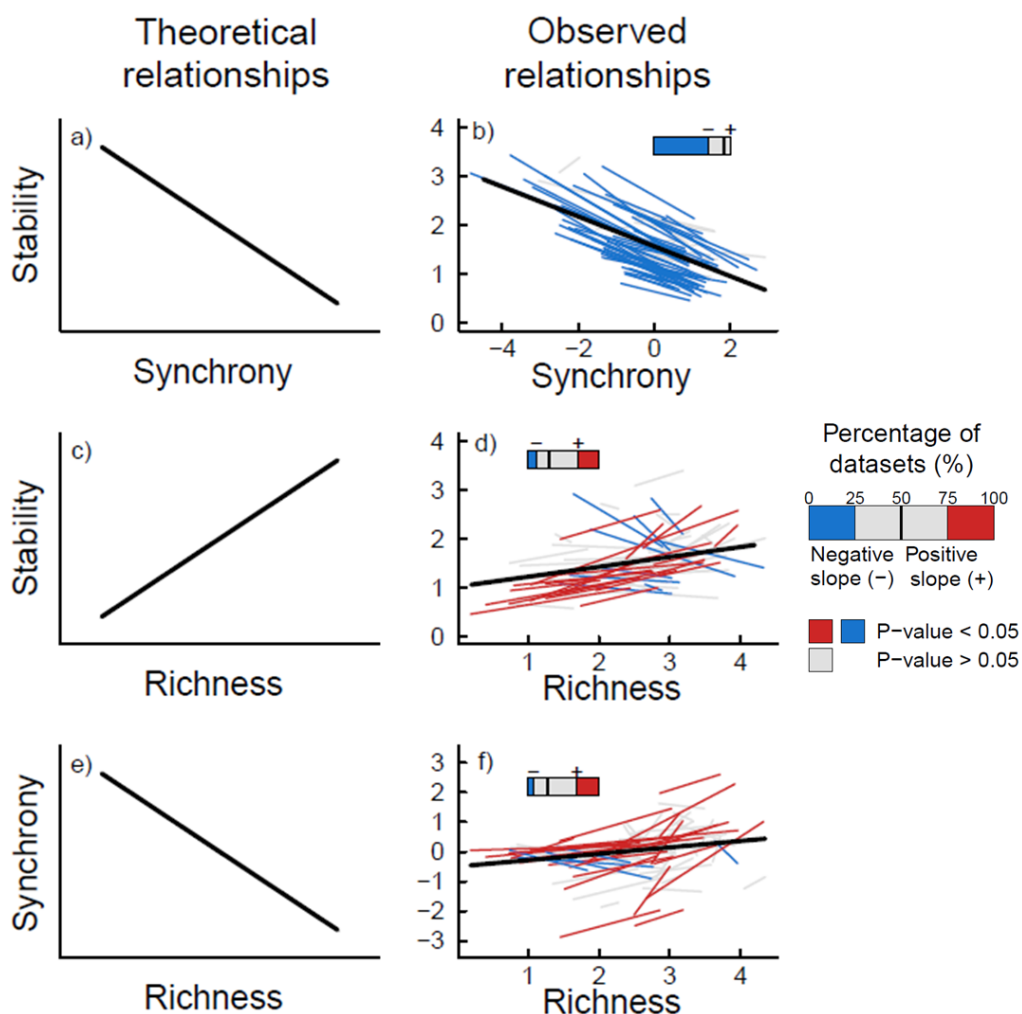 Theoretical
relationships
Observed
relationships
a)
Stability
Synchrony
b)
− +
4
3
2
1
0
−4 −2 0 2
Synchrony
c)
Stability
Richness
d)
− +
4
3
2
1
0
1 2 3 4
Richness
Percentage of
datasets (%)
0 25 50 75 100
Negative Positive
slope (−) slope (+)
P−value < 0.05
P−value > 0.05
e)
Synchrony
Richness
f)
− +
3
2
1
0
−1
−2
−3
1 2 3 4
Richness